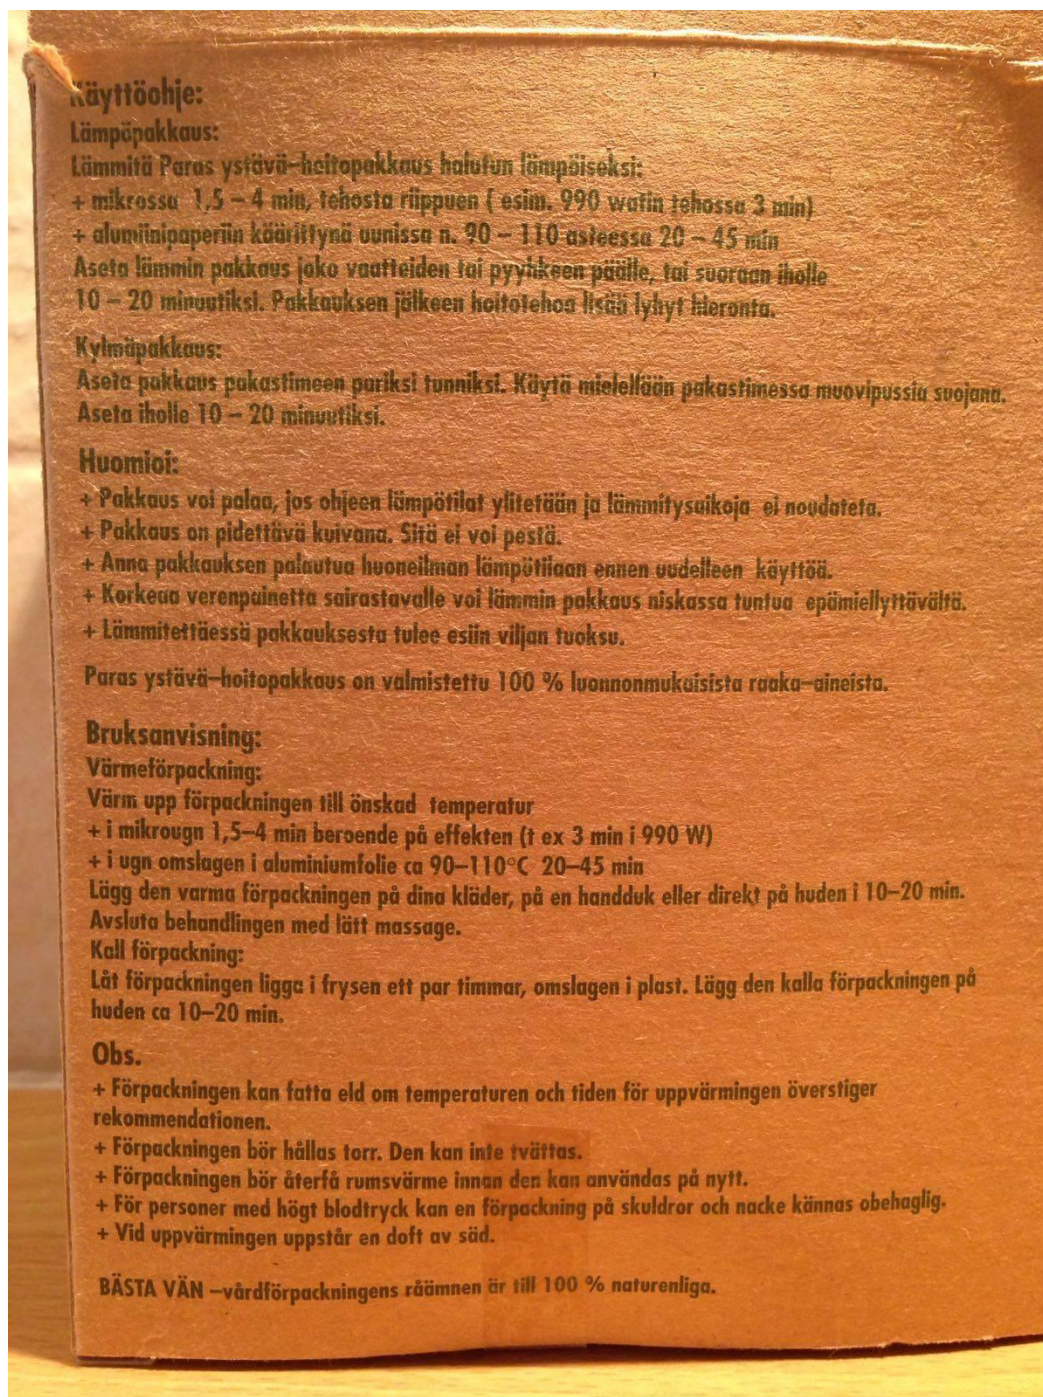 Käyttöohje:
Lämpöpakkaus:
Lämmitä Paras ystävä–hoitopakkaus halutun lämpöiseksi:
+ mikrossa 1,5 – 4 min, tehosta riippuen ( esim. 990 watin tehossa 3 min)
+ alumiinipaperiin käärittynä uunissa n. 90 – 110 asteessa 20 – 45 min
Aseta lämmin pakkaus joko vaatteiden tai pyyhkeen päälle, tai suoraan iholle
10 – 20 minuutiksi. Pakkauksen jälkeen hoitotehoa lisää lyhyt hieronta.
Kylmäpakkaus:
Aseta pakkaus pakastimeen pariksi tunniksi. Käytä mielellään pakastimessa muovipussia suojana.
Aseta iholle 10 – 20 minuutiksi.
Huomioi:
+ Pakkaus voi palaa, jos ohjeen lämpötilat ylitetään ja lämmitysaikoja ei noudateta.
+ Pakkaus on pidettävä kuivana. Sitä ei voi pestä.
+ Anna pakkauksen palautua huoneilman lämpötilaan ennen uudelleen käyttöä.
+ Korkeaa verenpainetta sairastavalle voi lämmin pakkaus niskassa tuntua epämiellyttävältä.
+ Lämmitettäessä pakkauksesta tulee esiin viljan tuoksu.
Paras ystävä–hoitopakkaus on valmistettu 100 % luonnonmukaisista raaka–aineista.
Bruksanvisning:
Värmeförpackning:
Värm upp förpackningen till önskad temperatur
+ i mikrougn 1,5–4 min beroende på effekten (t ex 3 min i 990 W)
+ i ugn omslagen i aluminiumfolie ca 90–110°C 20–45 min
Lägg den varma förpackningen på dina kläder, på en handduk eller direkt på huden i 10–20 min.
Avsluta behandlingen med lätt massage.
Kall förpackning:
Låt förpackningen ligga i frysen ett par timmar, omslagen i plast. Lägg den kalla förpackningen på
huden ca 10–20 min.
Obs.
+ Förpackningen kan fatta eld om temperaturen och tiden för uppvärmingen överstiger
rekommendationen.
+ Förpackningen bör hållas torr. Den kan inte tvättas.
+ Förpackningen bör återfå rumsvärme innan den kan användas på nytt.
+ För personer med högt blodtryck kan en förpackning på skuldror och nacke kännas obehaglig.
+ Vid uppvärmingen uppstår en doft av säd.
BÄSTA VÄN –vårdförpackningens råämnen är till 100 % naturenliga.